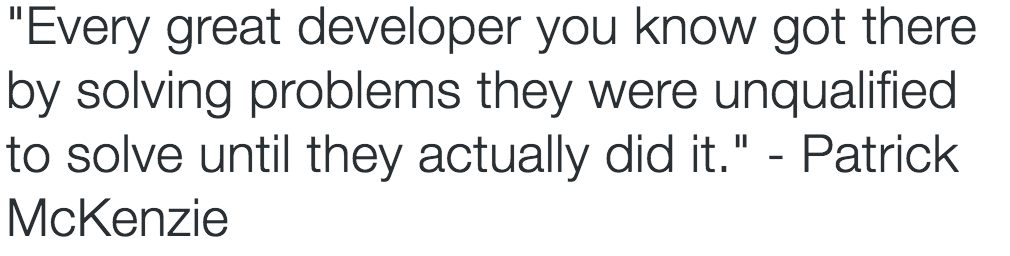 "Every great developer you know got there
by solving problems they were unqualified
to solve until they actually did it." - Patrick
McKenzie